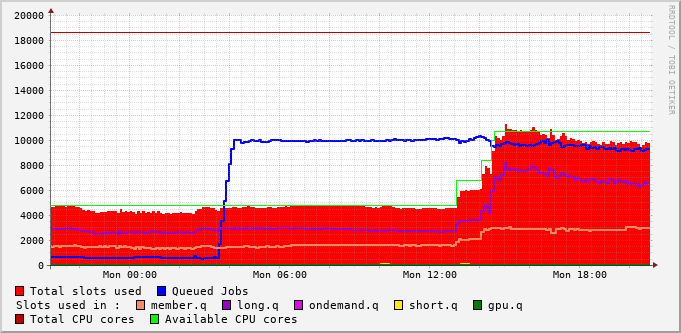 20000
18000
16000
14000
12000
10000
8000
6000
4000
2000
0
Mon 00:00 Mon 06:00 Mon 12:00 Mon 18:00
RRDTOOL / TOBI OETIKER
Total slots used Queued Jobs
Slots used in : member.q long.q ondemand.q short.q gpu.q
Total CPU cores Available CPU cores